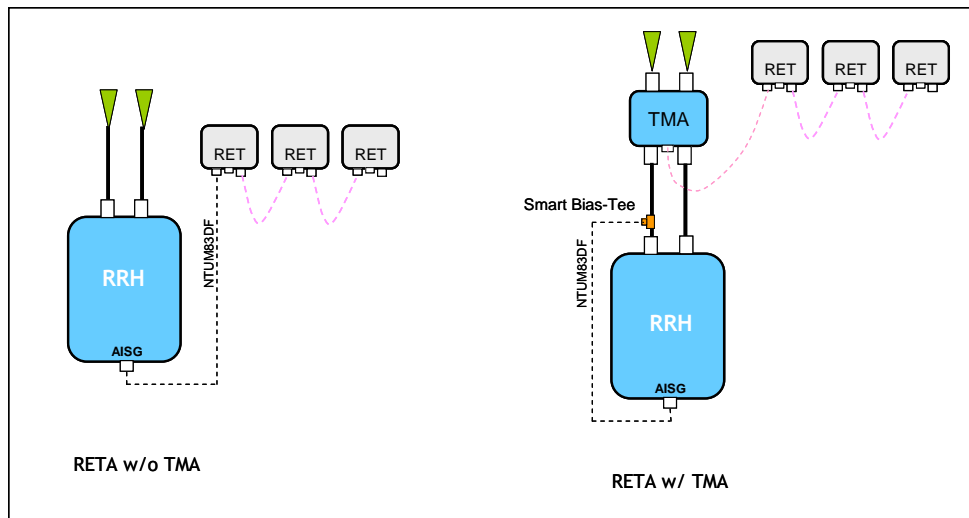 RET
RET
RET
RRH
AISG
NTUM83DF
RETA w/o TMA
RET
RET
RET
TMA
Smart Bias-Tee
NTUM83DF
RRH
AISG
RETA w/ TMA